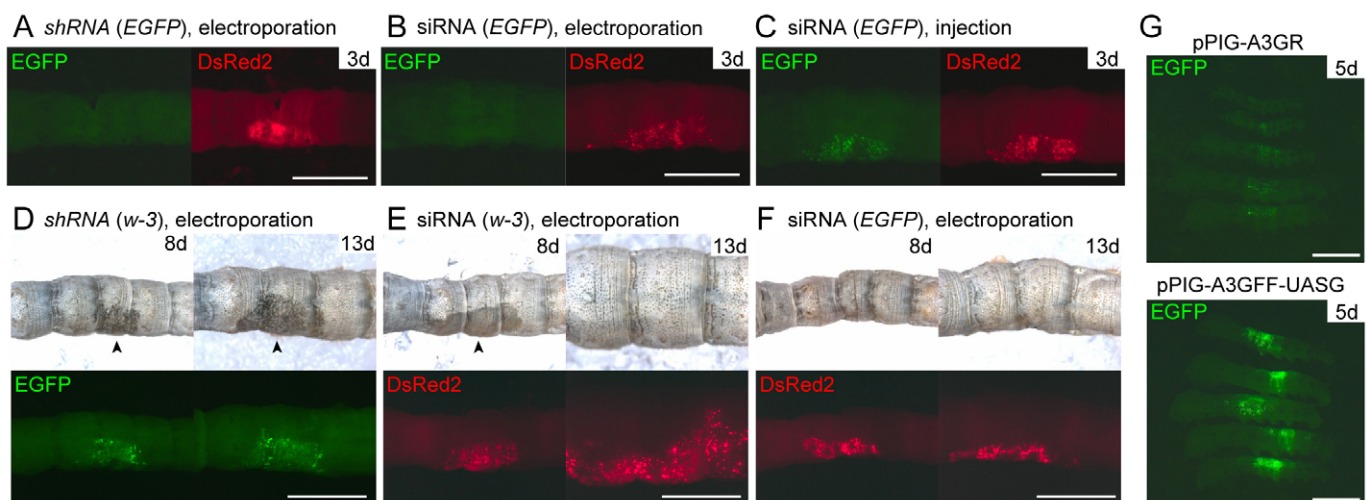 A shRNA (EGFP), electroporation
EGFP
DsRed2
3d
B siRNA (EGFP), electroporation
EGFP
DsRed2
3d
C siRNA (EGFP), injection
EGFP
DsRed2
3d
D shRNA (w-3), electroporation
8d
13d
EGFP
E siRNA (w-3), electroporation
8d
13d
DsRed2
F siRNA (EGFP), electroporation
8d
13d
DsRed2
G
pPIG-A3GR
EGFP
5d
pPIG-A3GFF-UASG
EGFP
5d